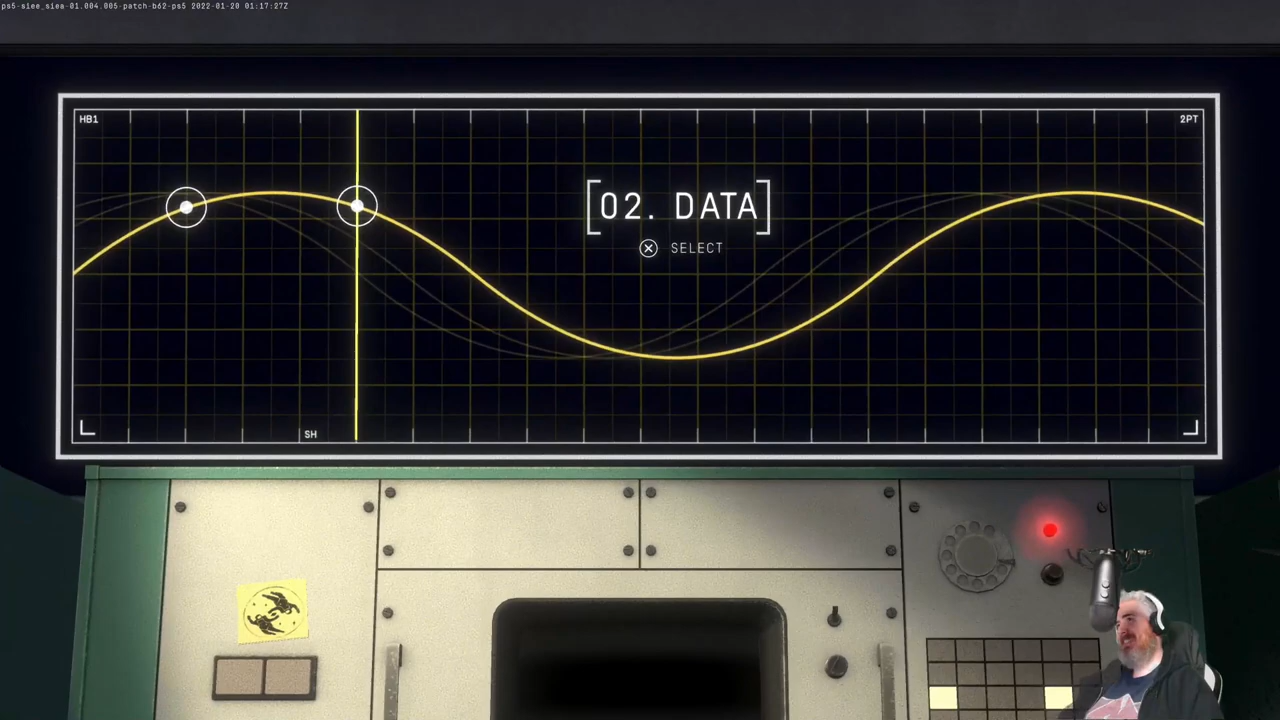 ps5-siee_siea-01.004.005-patch-b62-ps5 2022-01-20 01:17:27Z
HB1
2PT
[02. DATA]
SELECT
SH